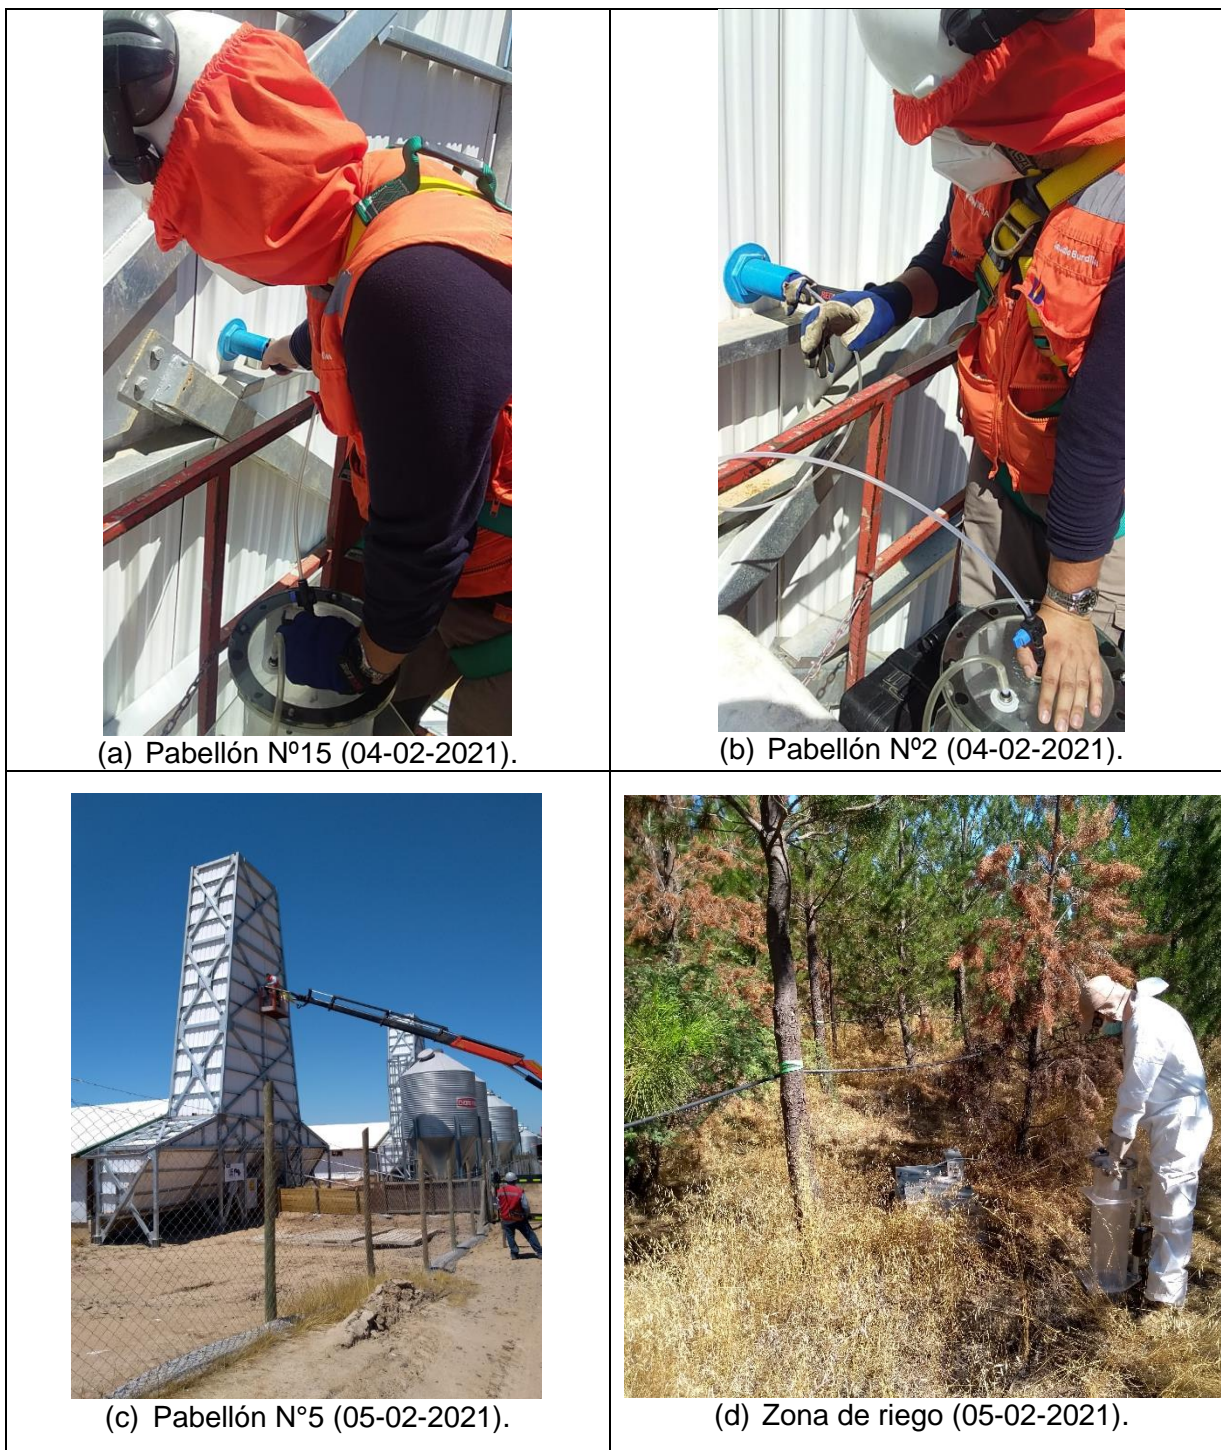 (a) Pabellón Nº15 (04-02-2021).
(b) Pabellón Nº2 (04-02-2021).
(c) Pabellón N°5 (05-02-2021).
(d) Zona de riego (05-02-2021).